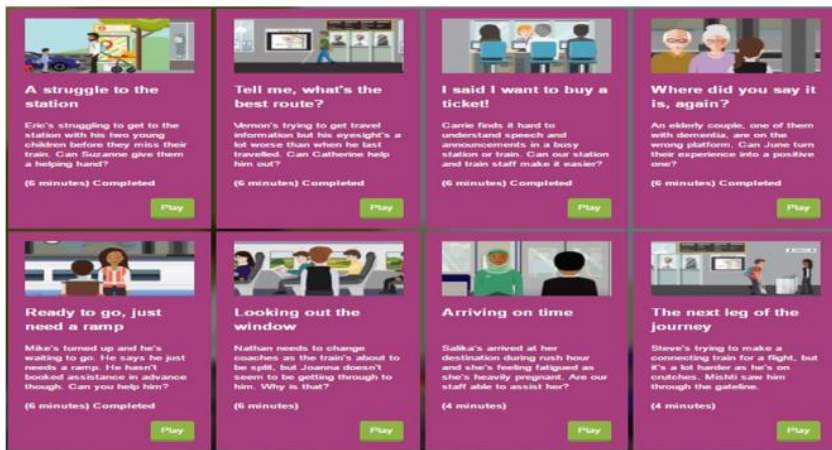 A struggle to the
station
Eric's struggling to get to the
station with his two young
children before they miss their
train. Can Suzanne give them
a helping hand?
(6 minutes) Completed
Play
Tell me, what's the
best route?
Vernon's trying to get travel
information but his eyesight's a
lot worse than when he last
travelled. Can Catherine help
him out?
(6 minutes) Completed
Play
I said I want to buy a
ticket!
Carrie finds it hard to
understand speech and
announcements in a busy
station or train. Can our station
and train staff make it easier?
(6 minutes) Completed
Play
Where did you say it
is, again?
An elderly couple, one of them
with dementia, are on the
wrong platform. Can June turn
their experience into a positive
one?
(6 minutes) Completed
Play
Ready to go, just
need a ramp
Mike's turned up and he's
waiting to go. He says he just
needs a ramp. He hasn't
booked assistance in advance
though. Can you help him?
(6 minutes) Completed
Play
Looking out the
window
Nathan needs to change
coaches as the train's about to
be split, but Joanna doesn't
seem to be getting through to
him. Why is that?
(6 minutes)
Play
Arriving on time
Salika's arrived at her
destination during rush hour
and she's feeling fatigued as
she's heavily pregnant. Are our
staff able to assist her?
(4 minutes)
Play
The next leg of the
journey
Steve's trying to make a
connecting train for a flight, but
it's a lot harder as he's on
crutches. Mishti saw him
through the gateline.
(4 minutes)
Play